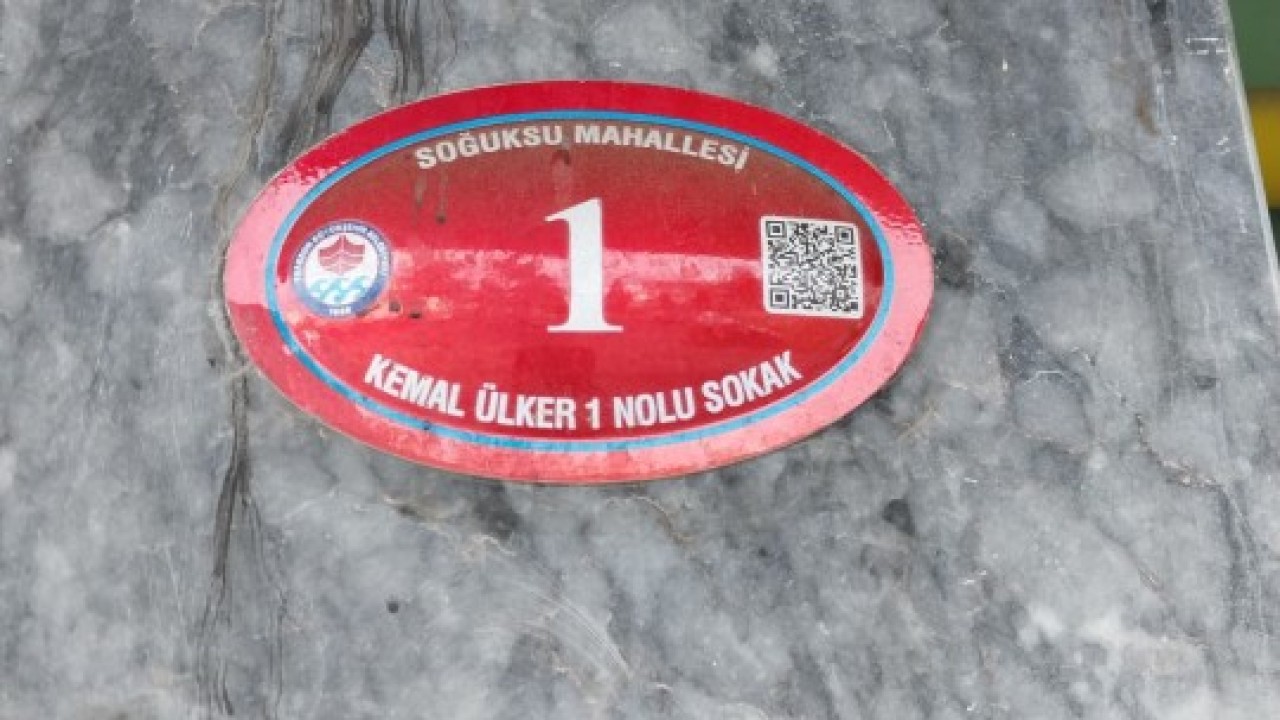 SOĞUKSU MAHALLESİ
1
KEMAL ÜLKER 1 NOLU SOKAK